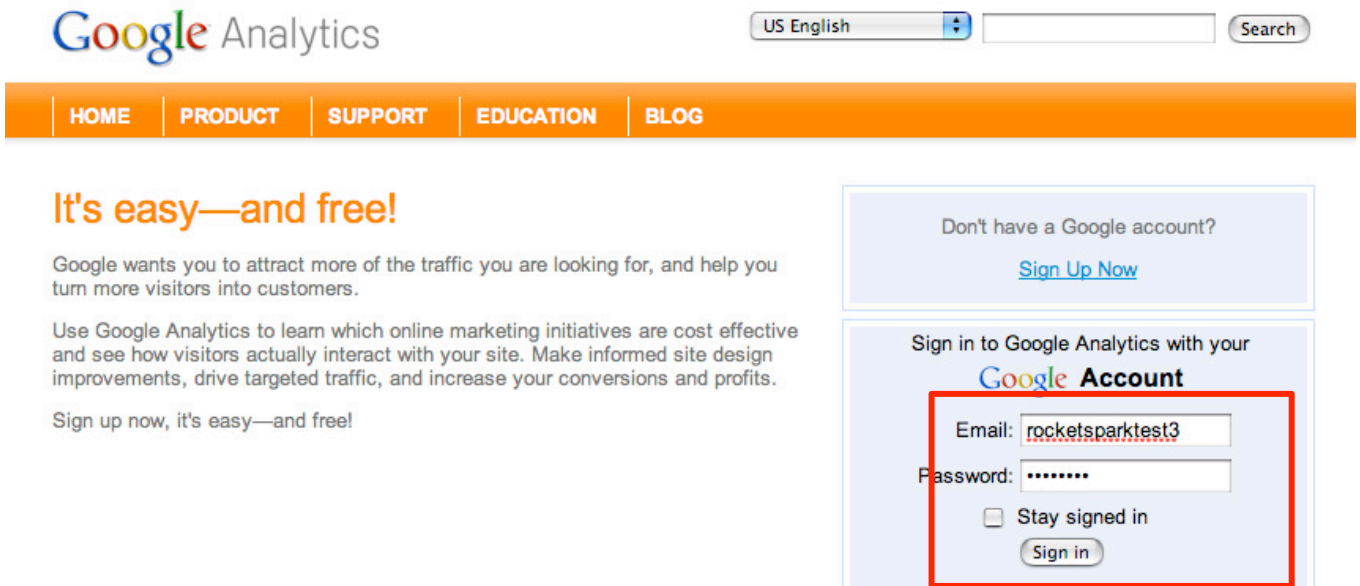 Google Analytics
US English
Search
HOME PRODUCT SUPPORT EDUCATION BLOG
It's easy—and free!
Google wants you to attract more of the traffic you are looking for, and help you
turn more visitors into customers.
Use Google Analytics to learn which online marketing initiatives are cost effective
and see how visitors actually interact with your site. Make informed site design
improvements, drive targeted traffic, and increase your conversions and profits.
Sign up now, it's easy—and free!
Don't have a Google account?
Sign Up Now
Sign in to Google Analytics with your
Google Account
Email: rocketsparktest3
Password: ••••••••
Stay signed in
Sign in